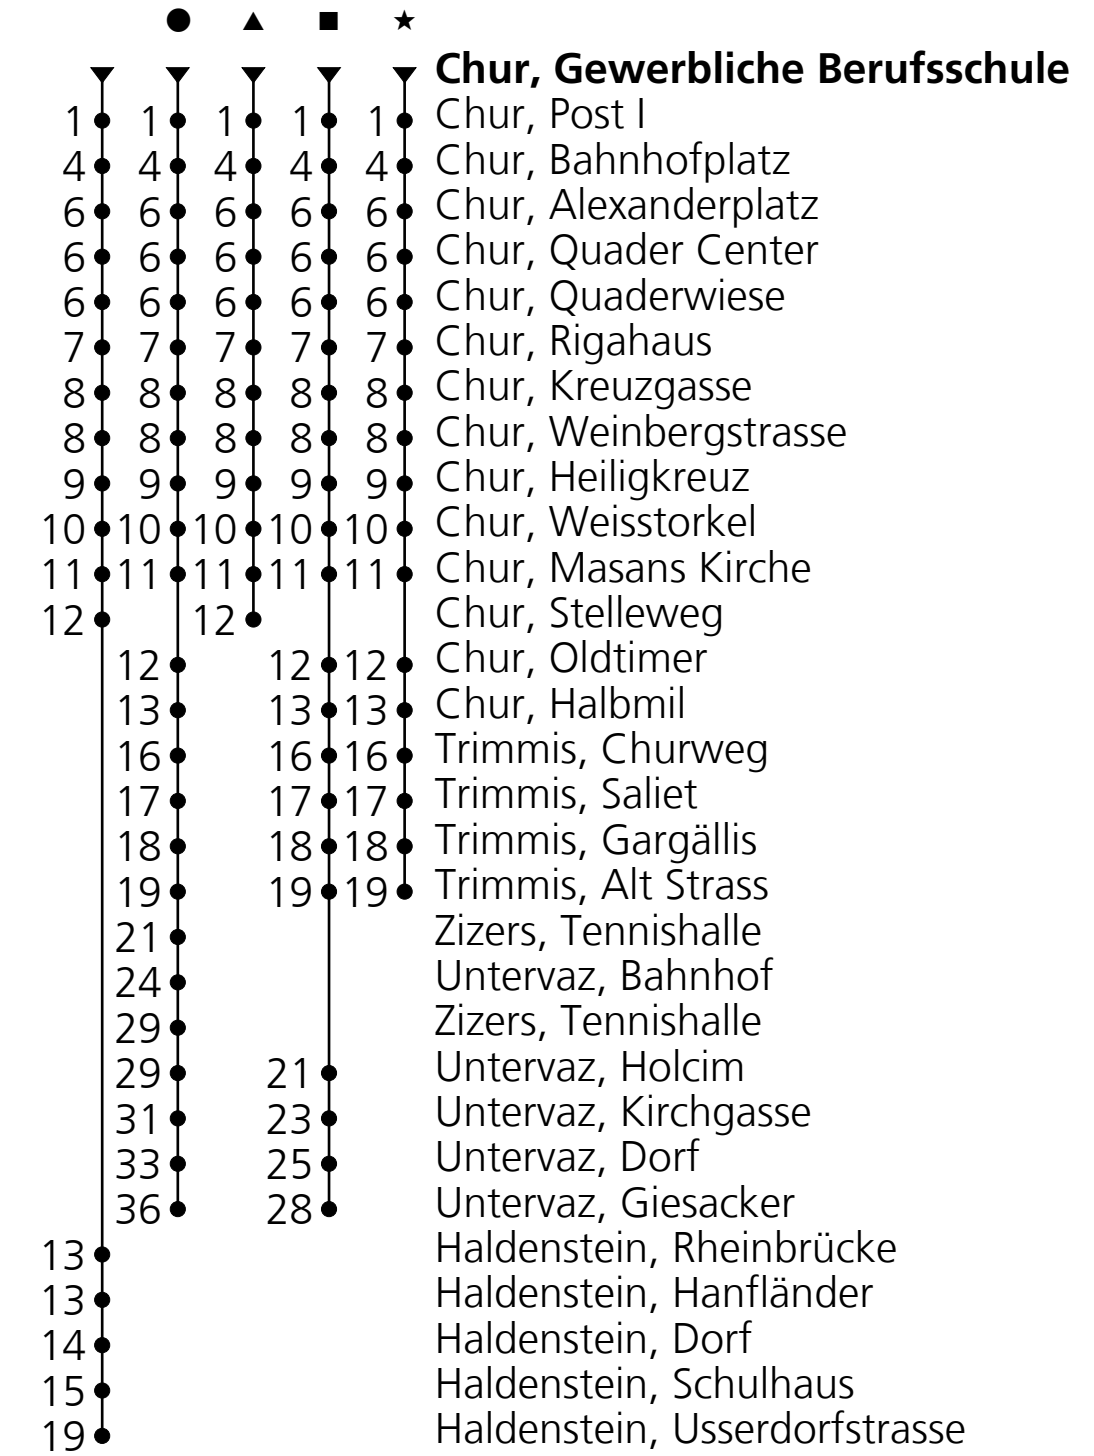 Chur, Gewerbliche Berufsschule
1 1 1 1 1 Chur, Post I
4 4 4 4 4 Chur, Bahnhofplatz
6 6 6 6 6 Chur, Alexanderplatz
6 6 6 6 6 Chur, Quader Center
6 6 6 6 6 Chur, Quaderwiese
7 7 7 7 7 Chur, Rigahaus
8 8 8 8 8 Chur, Kreuzgasse
8 8 8 8 8 Chur, Weinbergstrasse
9 9 9 9 9 Chur, Heiligkreuz
10 10 10 10 10 Chur, Weisstorkel
11 11 11 11 11 Chur, Masans Kirche
12 12 Chur, Stelleweg
12 12 12 Chur, Oldtimer
13 13 13 Chur, Halbmil
16 16 16 Trimmis, Churweg
17 17 17 Trimmis, Saliet
18 18 18 Trimmis, Gargällis
19 19 19 Trimmis, Alt Strass
21 Zizers, Tennishalle
24 Untervaz, Bahnhof
29 Zizers, Tennishalle
29 21 Untervaz, Holcim
31 23 Untervaz, Kirchgasse
33 25 Untervaz, Dorf
36 28 Untervaz, Giesacker
13 Haldenstein, Rheinbrücke
13 Haldenstein, Hanfländer
14 Haldenstein, Dorf
15 Haldenstein, Schulhaus
19 Haldenstein, Usserdorfstrasse